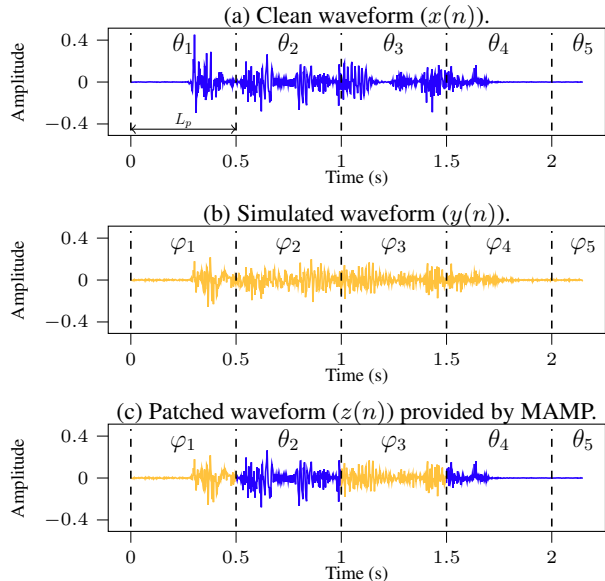 (a) Clean waveform (x(n)).
Amplitude
0.4
0
−0.4
θ₁ θ₂ θ₃ θ₄ θ₅
Lₚ
0 0.5 1 1.5 2
Time (s)
(b) Simulated waveform (y(n)).
Amplitude
0.4
0
−0.4
φ₁ φ₂ φ₃ φ₄ φ₅
0 0.5 1 1.5 2
Time (s)
(c) Patched waveform (z(n)) provided by MAMP.
Amplitude
0.4
0
−0.4
φ₁ θ₂ φ₃ θ₄ θ₅
0 0.5 1 1.5 2
Time (s)